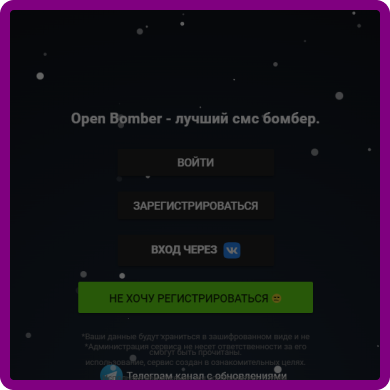 Open Bomber - лучший смс бомбер.
ВОЙТИ
ЗАРЕГИСТРИРОВАТЬСЯ
ВХОД ЧЕРЕЗ
НЕ ХОЧУ РЕГИСТРИРОВАТЬСЯ
*Ваши данные будут храниться в зашифрованном виде и не
*Администрация сервиса не несет ответственности за его
смогут быть прочитаны.
использования, сервис создан в ознакомительных целях.
Телеграм канал с обновлениями